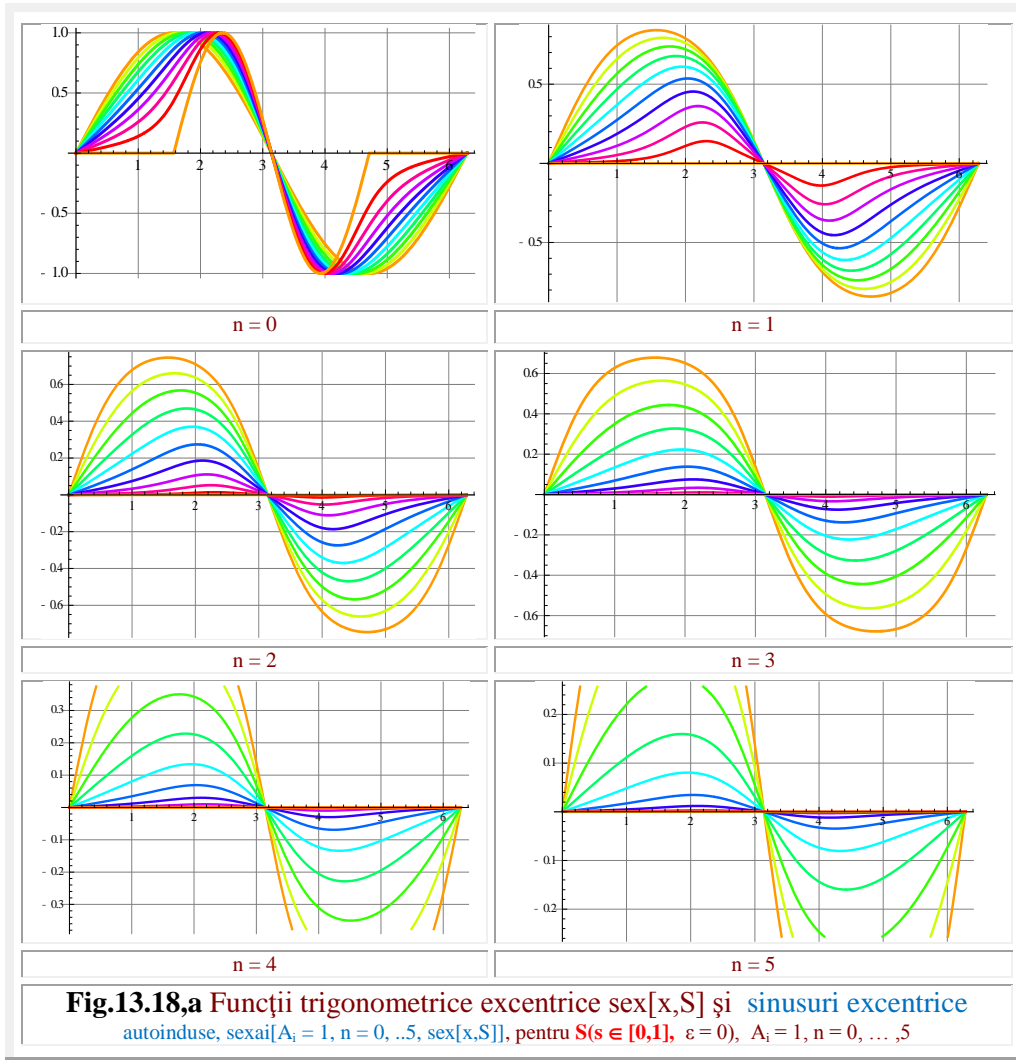 1.0
0.5
1 2 3 4 5 6
- 0.5
- 1.0
0.5
1 2 3 4 5 6
- 0.5
n = 0
n = 1
0.6
0.4
0.2
1 2 3 4 5 6
- 0.2
- 0.4
- 0.6
0.6
0.4
0.2
1 2 3 4 5 6
- 0.2
- 0.4
- 0.6
n = 2
n = 3
0.3
0.2
0.1
1 2 3 4 5 6
- 0.1
- 0.2
- 0.3
0.2
0.1
1 2 3 4 5 6
- 0.1
- 0.2
n = 4
n = 5
Fig.13.18,a Funcţii trigonometrice excentrice sex[x,S] şi sinusuri excentrice
autoinduse, sexai[Ai = 1, n = 0, ..5, sex[x,S]], pentru S(s ∈ [0,1], ε = 0), Ai = 1, n = 0, … ,5